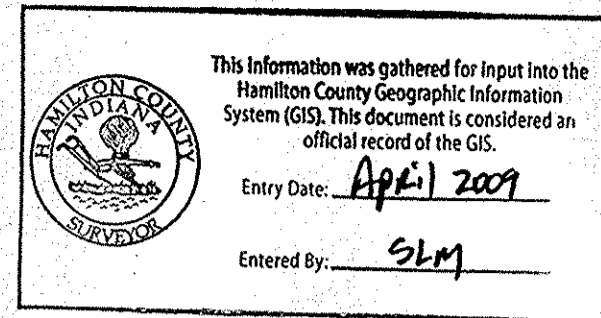 HAMILTON COUNTY
INDIANA
SURVEYOR
This Information was gathered for input into the
Hamilton County Geographic Information
System (GIS). This document is considered an
official record of the GIS.
Entry Date: April 2009
Entered By: SLM